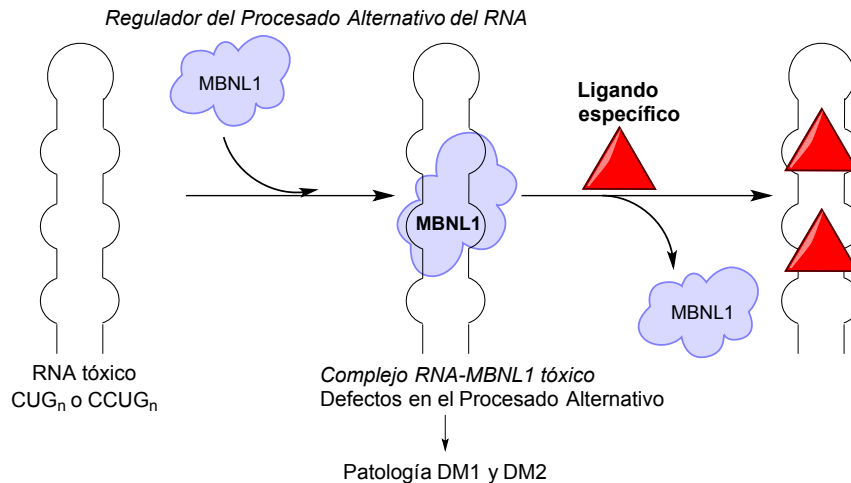 Regulador del Procesado Alternativo del RNA
MBNL1
Ligando
específico
MBNL1
MBNL1
RNA tóxico
CUGn o CCUGn
Complejo RNA-MBNL1 tóxico
Defectos en el Procesado Alternativo
Patología DM1 y DM2